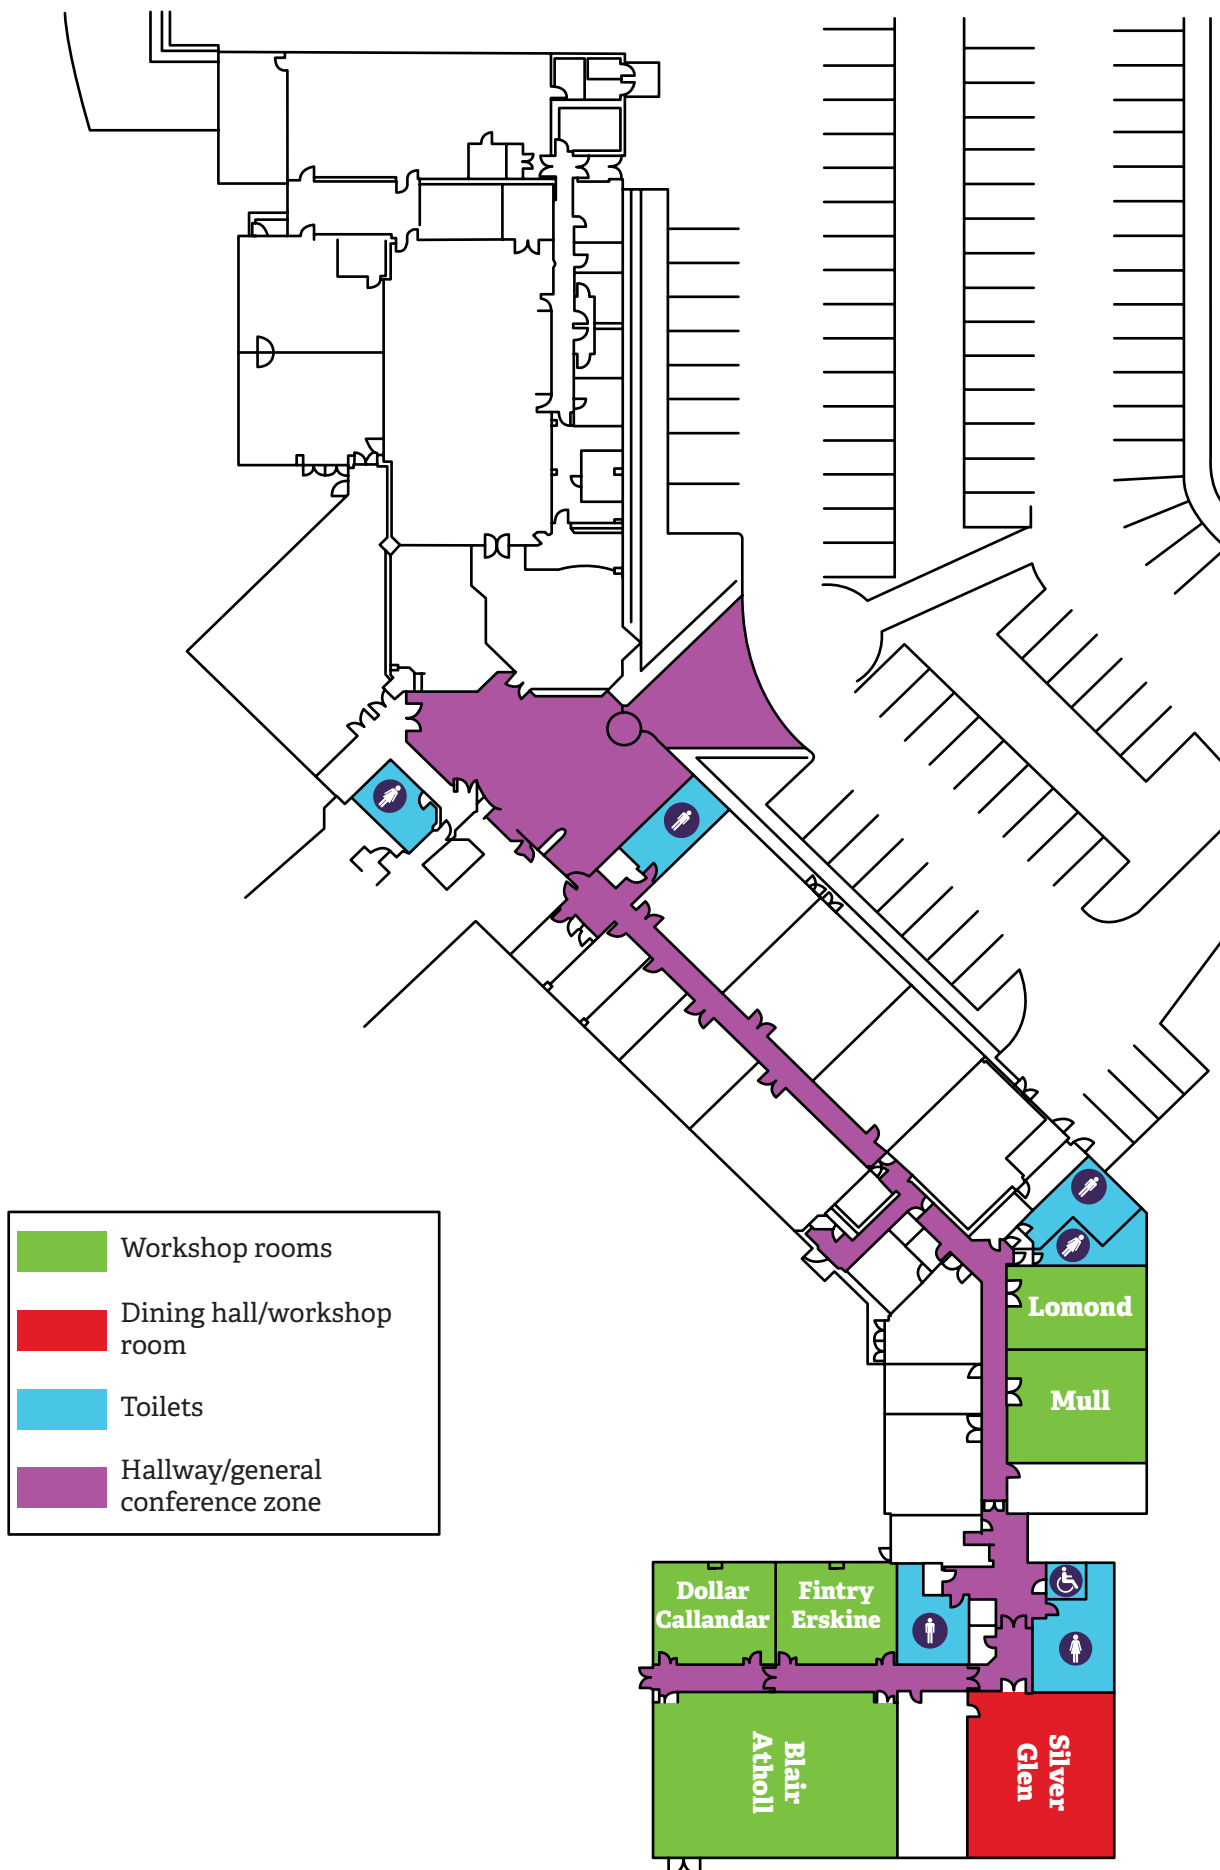 Workshop rooms
Dining hall/workshop
room
Toilets
Hallway/general
conference zone
Lomond
Mull
Dollar
Callandar
Fintry
Erskine
Blair
Atholl
Silver
Glen